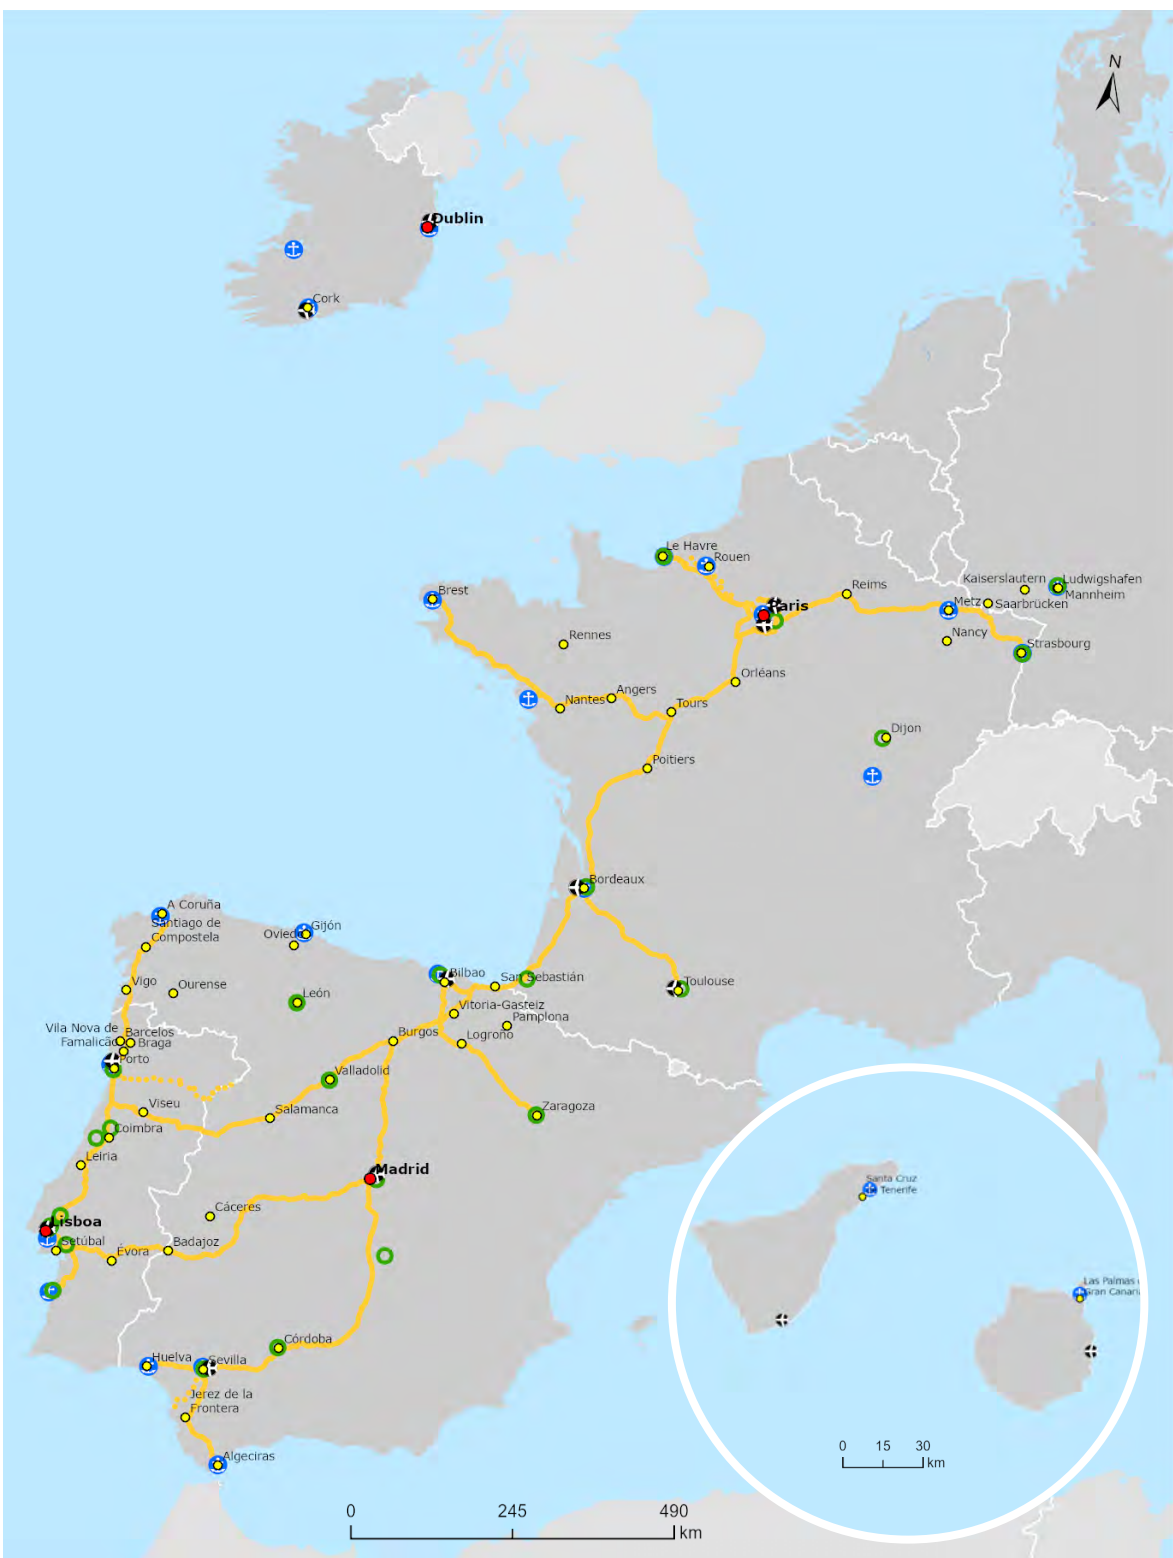 N
Dublin
Cork
Le Havre
Rouen
Brest
Paris
Reims
Kaiserslautern
Ludwigshafen
Mannheim
Metz
Saarbrücken
Rennes
Nancy
Strasbourg
Orléans
Nantes
Angers
Tours
Dijon
Poitiers
Bordeaux
A Coruña
Santiago de
Compostela
Gijón
Oviedo
Vigo
Ourense
León
Bilbao
San Sebastián
Toulouse
Vitoria-Gasteiz
Pamplona
Vila Nova de
Famalicão
Barcelos
Braga
Burgos
Logroño
Porto
Valladolid
Viseu
Salamanca
Zaragoza
Coimbra
Leiria
Madrid
Santa Cruz
Tenerife
Lisboa
Cáceres
Setúbal
Évora
Badajoz
Las Palmas
Gran Canaria
Córdoba
Huelva
Sevilla
Jerez de la
Frontera
Algeciras
0 15 30
km
0 245 490
km